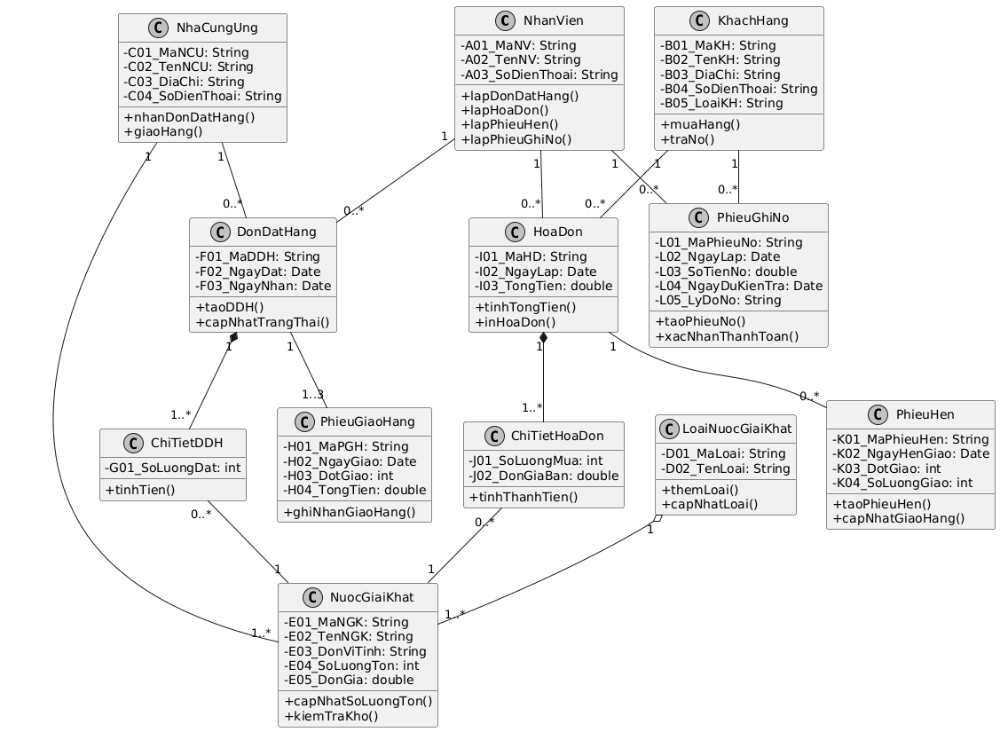 C NhaCungUng
-C01_MaNCU: String
-C02_TenNCU: String
-C03_DiaChi: String
-C04_SoDienThoai: String
+nhanDonDatHang()
+giaoHang()
C NhanVien
-A01_MaNV: String
-A02_TenNV: String
-A03_SoDienThoai: String
+lapDonDatHang()
+lapHoaDon()
+lapPhieuHen()
+lapPhieuGhiNo()
C KhachHang
-B01_MaKH: String
-B02_TenKH: String
-B03_DiaChi: String
-B04_SoDienThoai: String
-B05_LoaiKH: String
+muaHang()
+traNo()
1
1
1
1
1
1
1
0..*
0..*
0..*
0..*
0..*
0..*
C DonDatHang
-F01_MaDDH: String
-F02_NgayDat: Date
-F03_NgayNhan: Date
+taoDDH()
+capNhatTrangThai()
C HoaDon
-I01_MaHD: String
-I02_NgayLap: Date
-I03_TongTien: double
+tinhTongTien()
+inHoaDon()
C PhieuGhiNo
-L01_MaPhieuNo: String
-L02_NgayLap: Date
-L03_SoTienNo: double
-L04_NgayDuKienTra: Date
-L05_LyDoNo: String
+taoPhieuNo()
+xacNhanThanhToan()
1
1
1
1
1..*
1..3
1..*
0..*
C ChiTietDDH
-G01_SoLuongDat: int
+tinhTien()
C PhieuGiaoHang
-H01_MaPGH: String
-H02_NgayGiao: Date
-H03_DotGiao: int
-H04_TongTien: double
+ghiNhanGiaoHang()
C ChiTietHoaDon
-J01_SoLuongMua: int
-J02_DonGiaBan: double
+tinhThanhTien()
C LoaiNuocGiaiKhat
-D01_MaLoai: String
-D02_TenLoai: String
+themLoai()
+capNhatLoai()
C PhieuHen
-K01_MaPhieuHen: String
-K02_NgayHenGiao: Date
-K03_DotGiao: int
-K04_SoLuongGiao: int
+taoPhieuHen()
+capNhatGiaoHang()
0..*
0..*
1
1
1
1..*
1..*
C NuocGiaiKhat
-E01_MaNGK: String
-E02_TenNGK: String
-E03_DonViTinh: String
-E04_SoLuongTon: int
-E05_DonGia: double
+capNhatSoLuongTon()
+kiemTraKho()